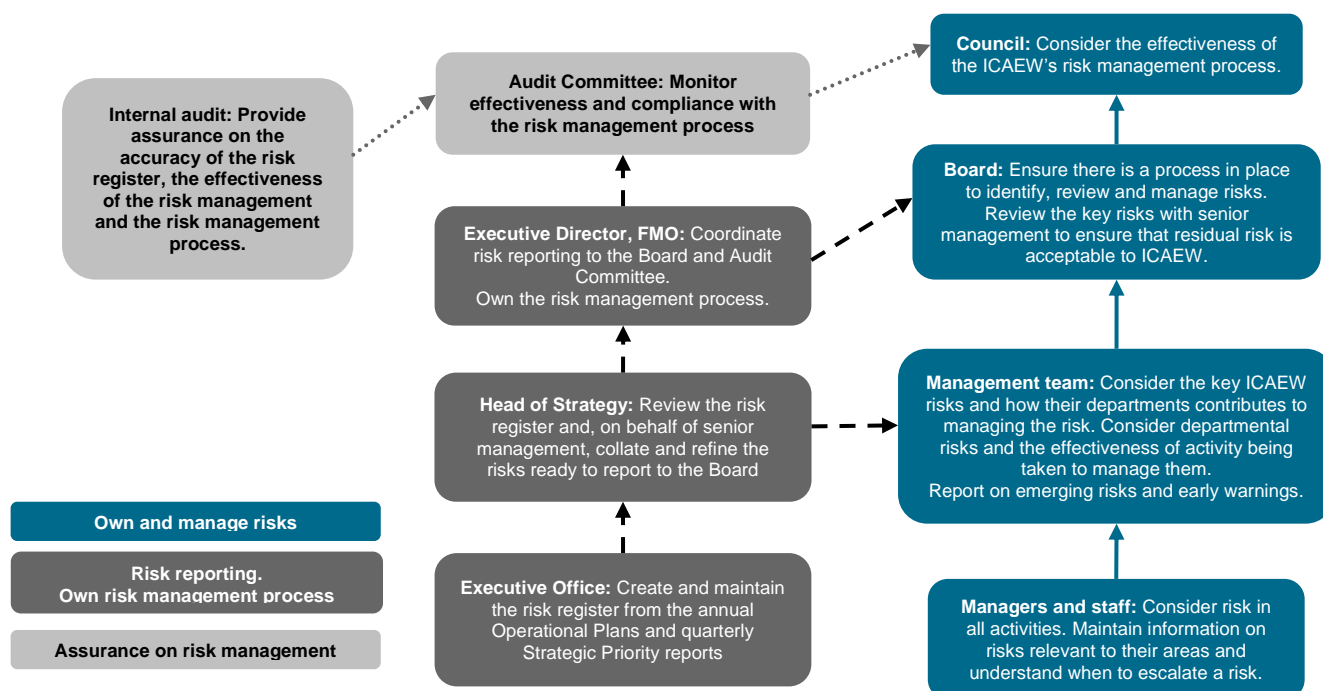 Internal audit: Provide
assurance on the
accuracy of the risk
register, the effectiveness
of the risk management
and the risk management
process.
Audit Committee: Monitor
effectiveness and compliance with
the risk management process
Council: Consider the effectiveness of
the ICAEW's risk management process.
Executive Director, FMO: Coordinate
risk reporting to the Board and Audit
Committee.
Own the risk management process.
Board: Ensure there is a process in place
to identify, review and manage risks.
Review the key risks with senior
management to ensure that residual risk is
acceptable to ICAEW.
Head of Strategy: Review the risk
register and, on behalf of senior
management, collate and refine the
risks ready to report to the Board
Management team: Consider the key ICAEW
risks and how their departments contributes to
managing the risk. Consider departmental
risks and the effectiveness of activity being
taken to manage them.
Report on emerging risks and early warnings.
Executive Office: Create and maintain
the risk register from the annual
Operational Plans and quarterly
Strategic Priority reports
Managers and staff: Consider risk in
all activities. Maintain information on
risks relevant to their areas and
understand when to escalate a risk.
Own and manage risks
Risk reporting.
Own risk management process
Assurance on risk management